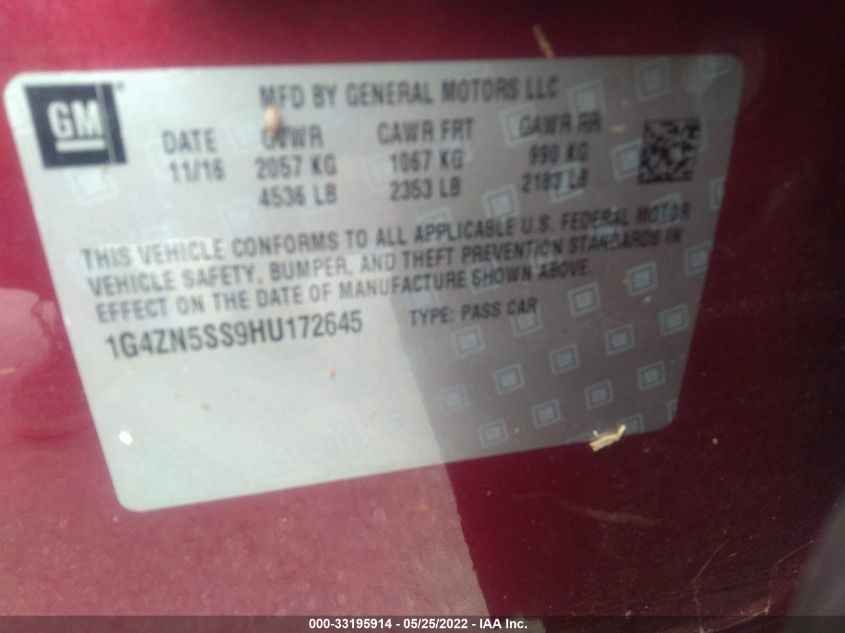 GM
MFD BY GENERAL MOTORS LLC
DATE GVWR GAWR FRT GAWR RR
11/16 2057 KG 1067 KG 990 KG
4536 LB 2353 LB 2183 LB
THIS VEHICLE CONFORMS TO ALL APPLICABLE U.S. FEDERAL MOTOR
VEHICLE SAFETY, BUMPER, AND THEFT PREVENTION STANDARDS IN
EFFECT ON THE DATE OF MANUFACTURE SHOWN ABOVE.
1G4ZN5SS9HU172645 TYPE: PASS CAR
000-33195914 - 05/25/2022 - IAA Inc.